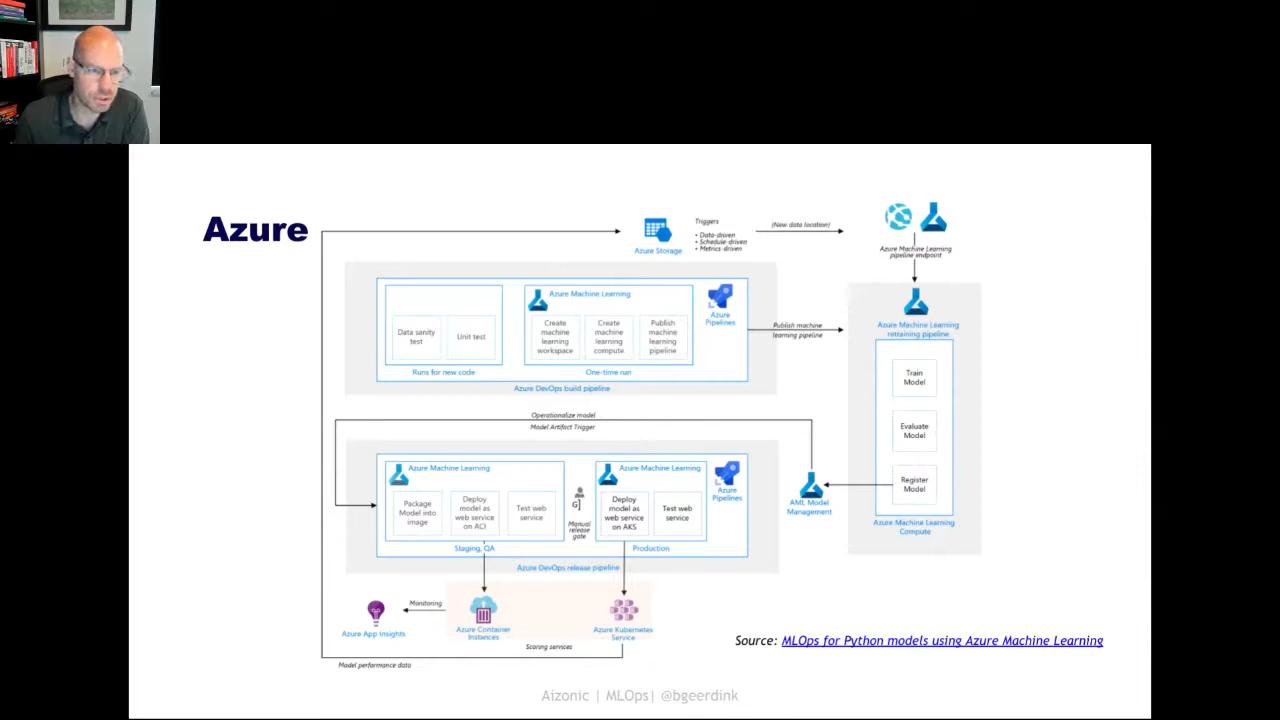 Azure
Azure Storage
Triggers
• Data-driven
• Schedule-driven
• Metrics-driven
(New data location)
Azure Machine Learning
pipeline endpoint
Azure Machine Learning
Data sanity
test
Unit test
Runs for new code
Create
machine
learning
workspace
Create
machine
learning
compute
Publish
machine
learning
pipeline
One-time run
Azure
Pipelines
Azure DevOps build pipeline
Publish machine
learning pipeline
Azure Machine Learning
retraining pipeline
Train
Model
Evaluate
Model
Register
Model
Azure Machine Learning
Compute
Operationalize model
Model Artifact Trigger
AML Model
Management
Azure Machine Learning
Package
Model into
image
Deploy
model as
web service
on ACI
Test web
service
Staging, QA
Manual
release
gate
Azure Machine Learning
Deploy
model as
web service
on AKS
Test web
service
Production
Azure
Pipelines
Azure DevOps release pipeline
Monitoring
Azure App Insights
Azure Container
Instances
Azure Kubernetes
Service
Scoring services
Model performance data
Source: MLOps for Python models using Azure Machine Learning
Aizonic | MLOps| @bgeerdink